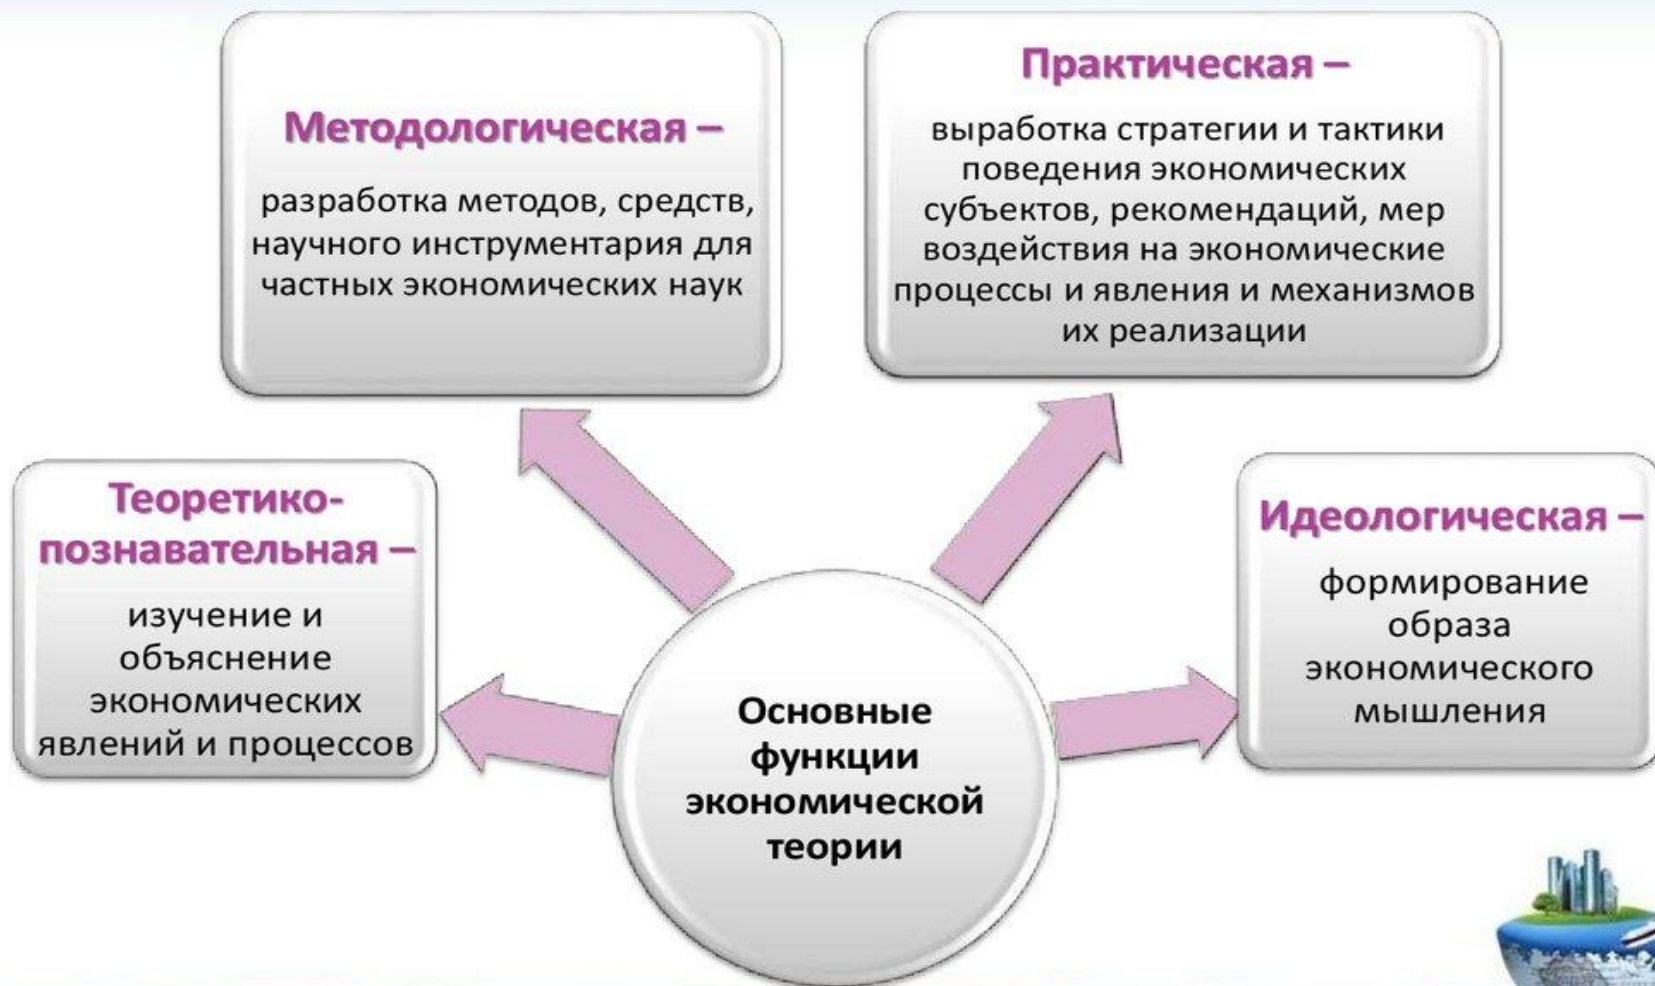 Методологическая –
разработка методов, средств,
научного инструментария для
частных экономических наук
Практическая –
выработка стратегии и тактики
поведения экономических
субъектов, рекомендаций, мер
воздействия на экономические
процессы и явления и механизмов
их реализации
Теоретико-
познавательная –
изучение и
объяснение
экономических
явлений и процессов
Идеологическая –
формирование
образа
экономического
мышления
Основные
функции
экономической
теории